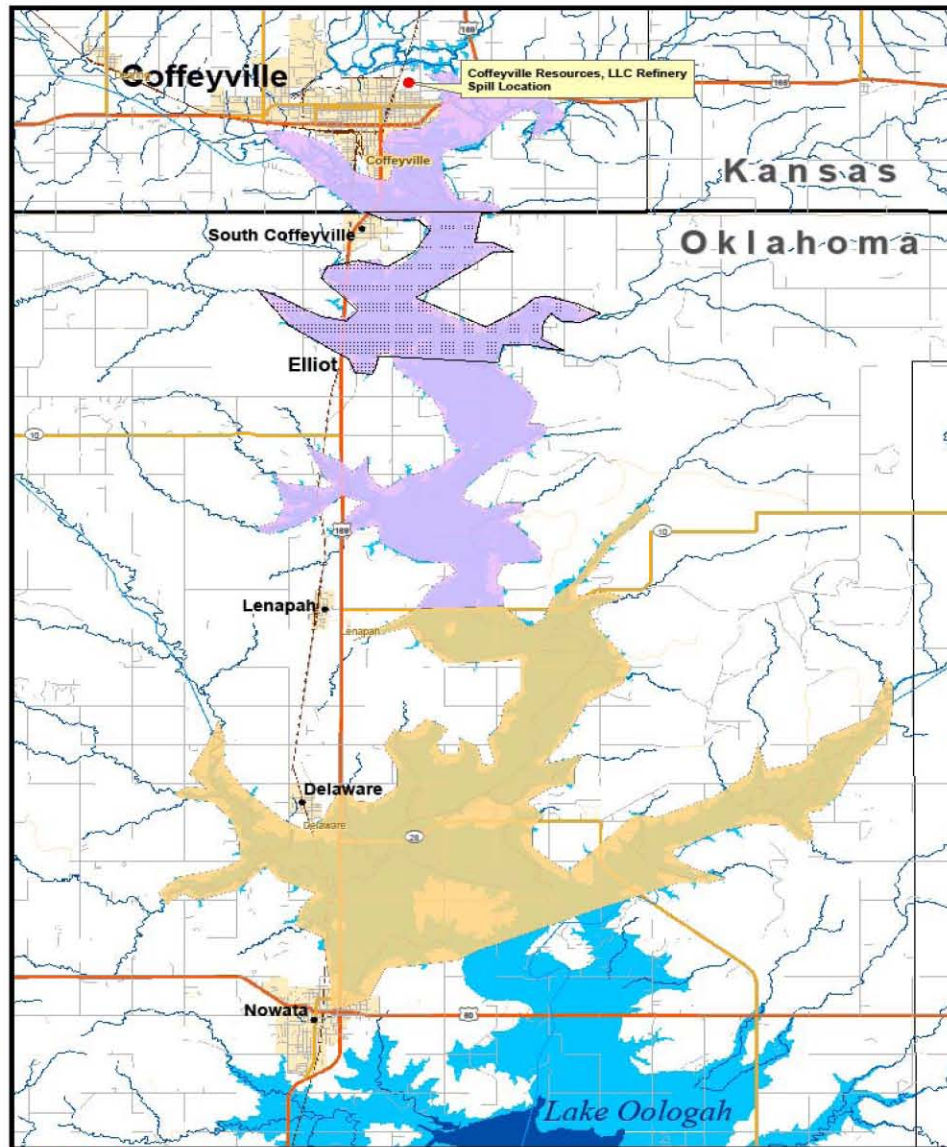 169
Coffeyville
Coffeyville Resources, LLC Refinery
Spill Location
166
Coffeyville
Kansas
South Coffeyville
Oklahoma
Elliot
10
169
10
Lenapah
Lenapah
Delaware
Delaware
28
Nowata
60
Lake Oologah